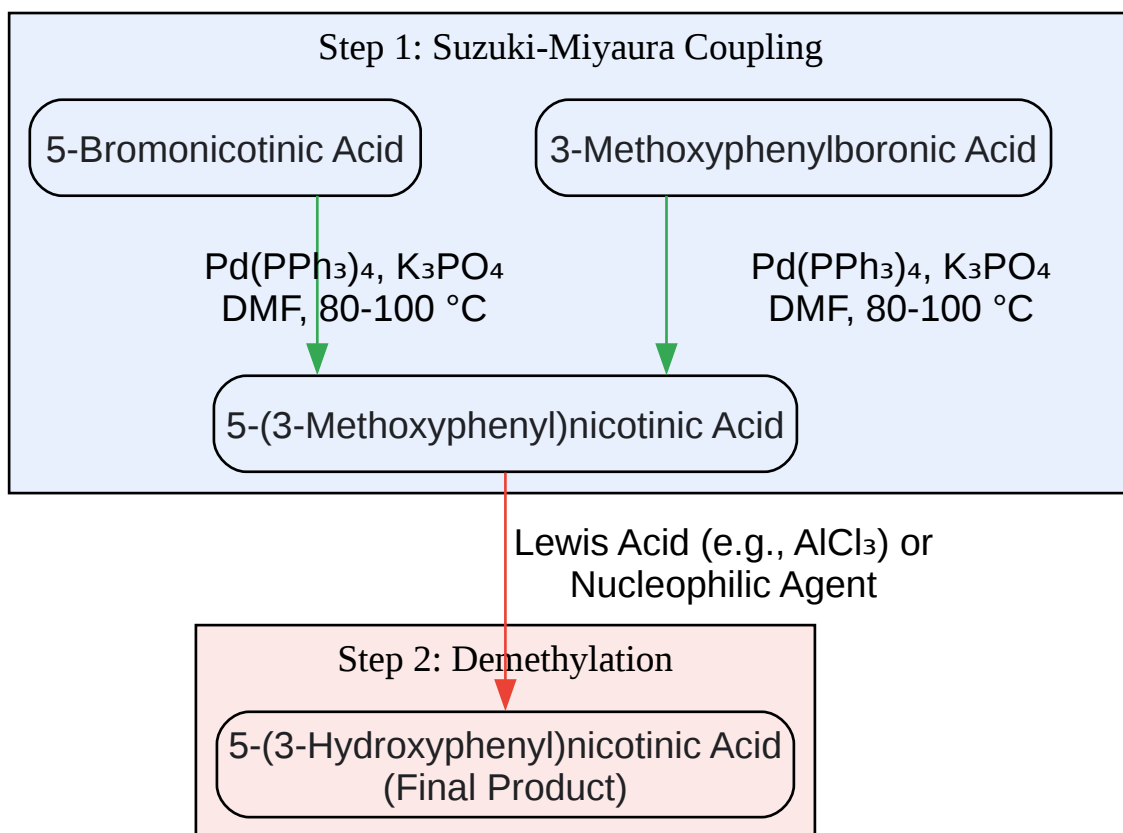 Step 1: Suzuki-Miyaura Coupling
5-Bromonicotinic Acid
3-Methoxyphenylboronic Acid
Pd(PPh₃)₄, K₃PO₄
DMF, 80-100 °C
Pd(PPh₃)₄, K₃PO₄
DMF, 80-100 °C
5-(3-Methoxyphenyl)nicotinic Acid
Lewis Acid (e.g., AlCl₃) or
Nucleophilic Agent
Step 2: Demethylation
5-(3-Hydroxyphenyl)nicotinic Acid
(Final Product)